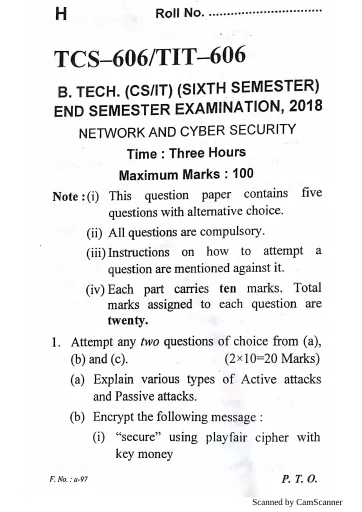 H Roll No. ..............................
TCS–606/TIT–606
B. TECH. (CS/IT) (SIXTH SEMESTER)
END SEMESTER EXAMINATION, 2018
NETWORK AND CYBER SECURITY
Time : Three Hours
Maximum Marks : 100
Note : (i) This question paper contains five
questions with alternative choice.
(ii) All questions are compulsory.
(iii) Instructions on how to attempt a
question are mentioned against it.
(iv) Each part carries ten marks. Total
marks assigned to each question are
twenty.
1. Attempt any two questions of choice from (a),
(b) and (c). (2×10=20 Marks)
(a) Explain various types of Active attacks
and Passive attacks.
(b) Encrypt the following message :
(i) “secure” using playfair cipher with
key money
F. No. : a-97 P. T. O.
Scanned by CamScanner